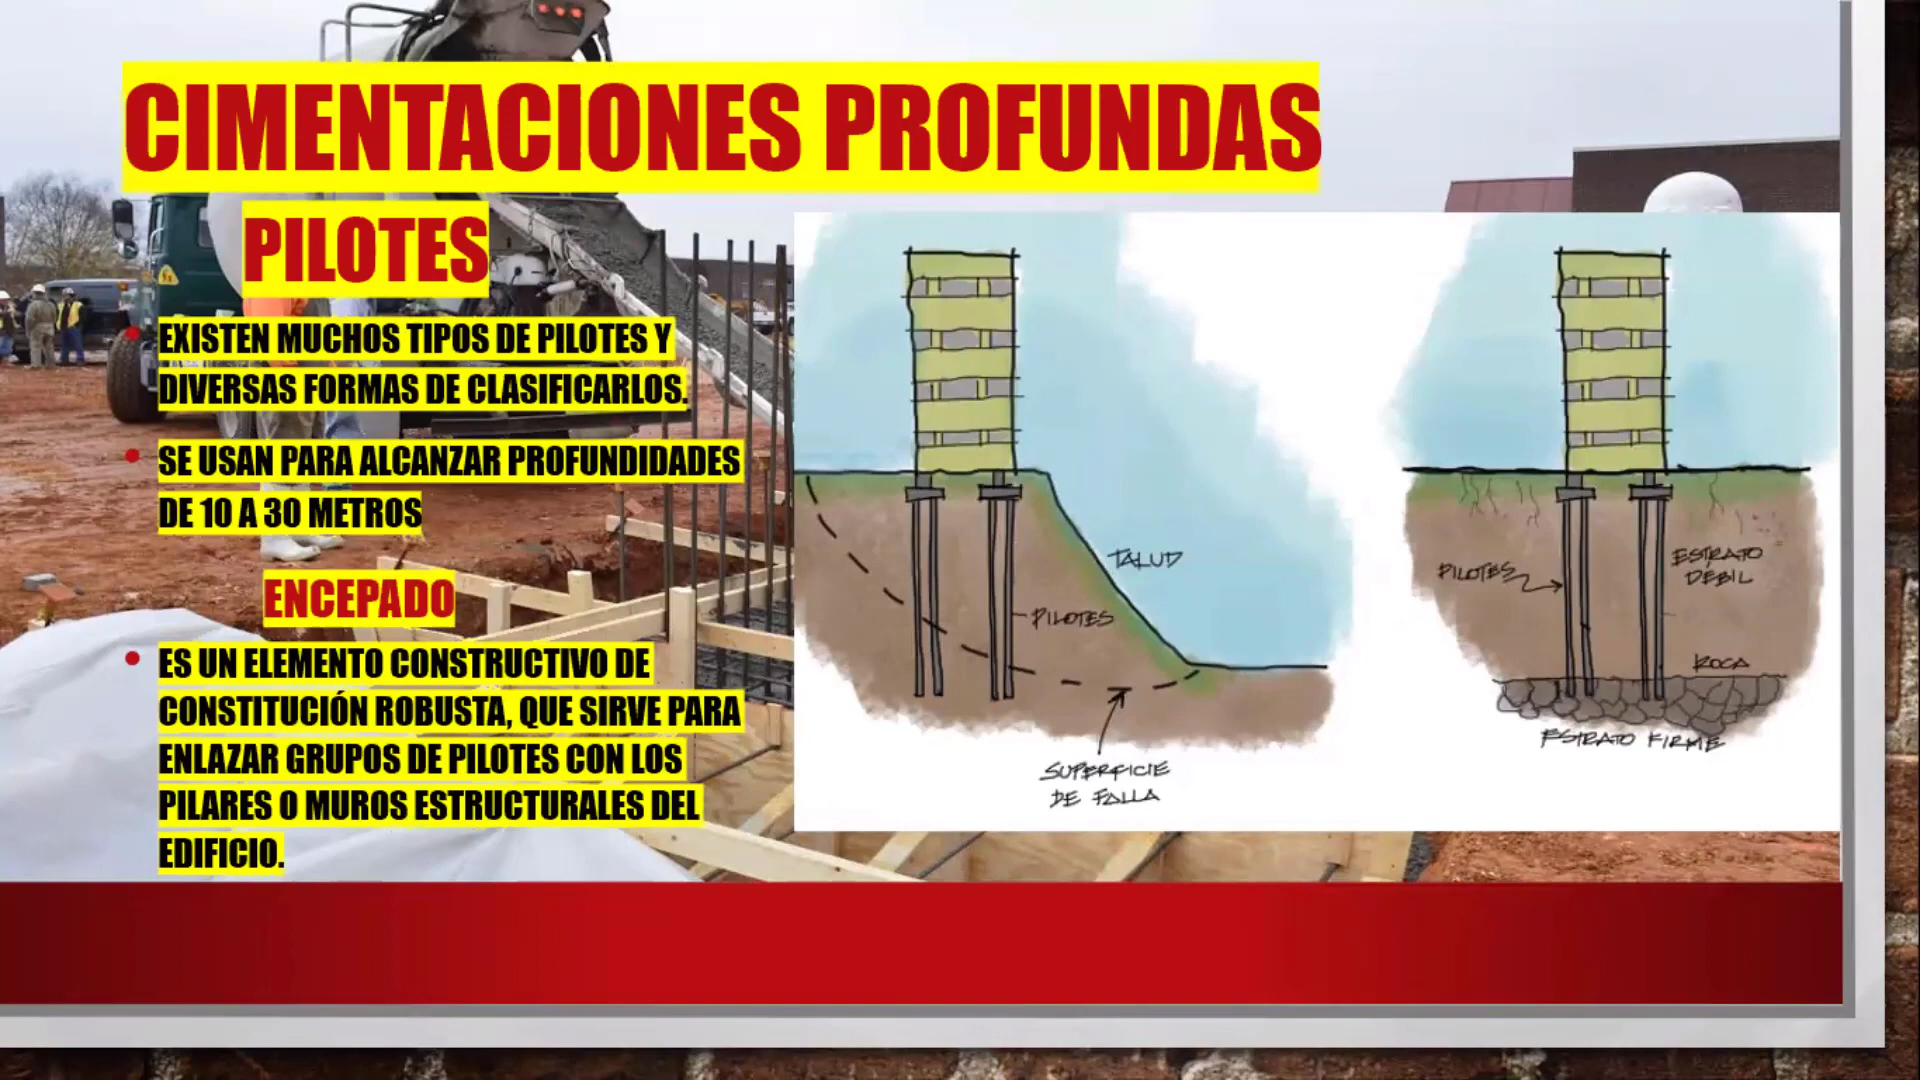 CIMENTACIONES PROFUNDAS
PILOTES
EXISTEN MUCHOS TIPOS DE PILOTES Y
DIVERSAS FORMAS DE CLASIFICARLOS.
SE USAN PARA ALCANZAR PROFUNDIDADES
DE 10 A 30 METROS
ENCEPADO
ES UN ELEMENTO CONSTRUCTIVO DE
CONSTITUCIÓN ROBUSTA, QUE SIRVE PARA
ENLAZAR GRUPOS DE PILOTES CON LOS
PILARES O MUROS ESTRUCTURALES DEL
EDIFICIO.
TALUD
PILOTES
SUPERFICIE
DE FALLA
PILOTES
ESTRATO
DEBIL
ROCA
ESTRATO FIRME